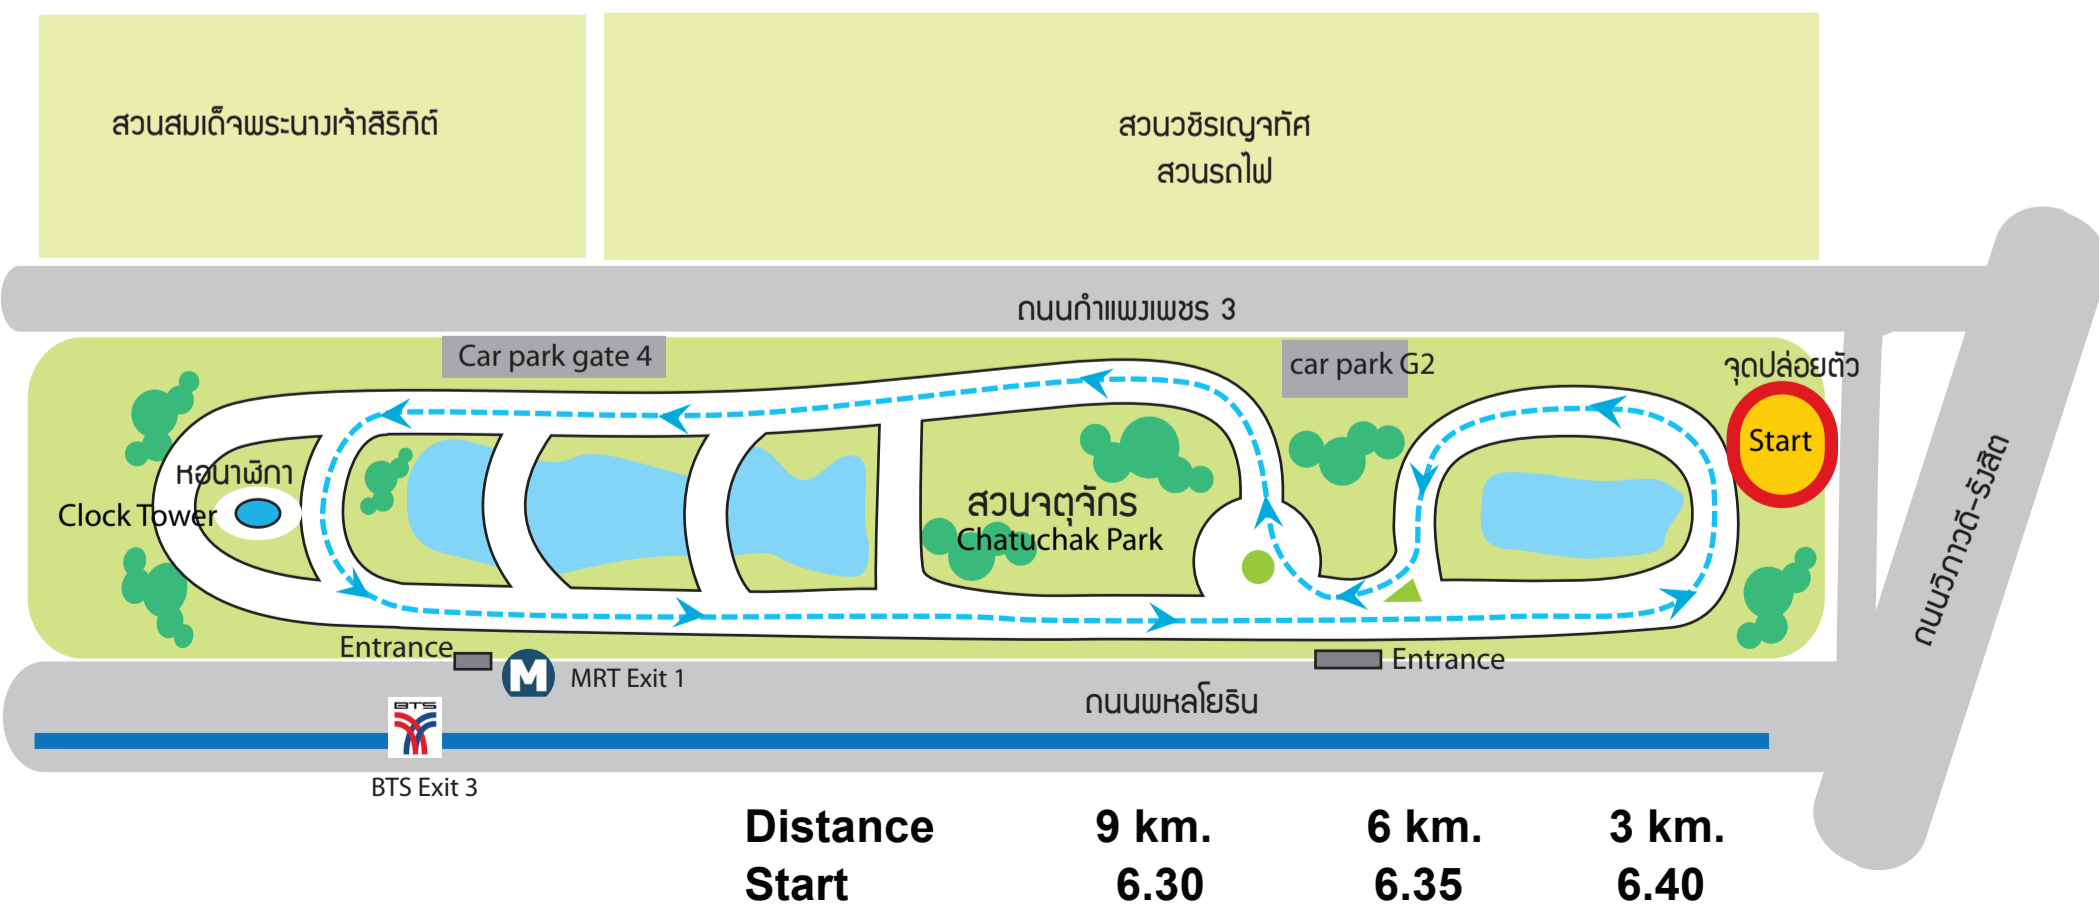 สวนสมเด็จพระนางเจ้าสิริกิติ์
สวนวชิรเบญจทัศ
สวนรถไฟ
ถนนกำแพงเพชร 3
Car park gate 4
car park G2
จุดปล่อยตัว
Start
หอนาฬิกา
Clock Tower
สวนจตุจักร
Chatuchak Park
ถนนวิภาวดี-รังสิต
Entrance
M
MRT Exit 1
Entrance
ถนนพหลโยธิน
BTS
BTS Exit 3
Distance 9 km. 6 km. 3 km.
Start 6.30 6.35 6.40